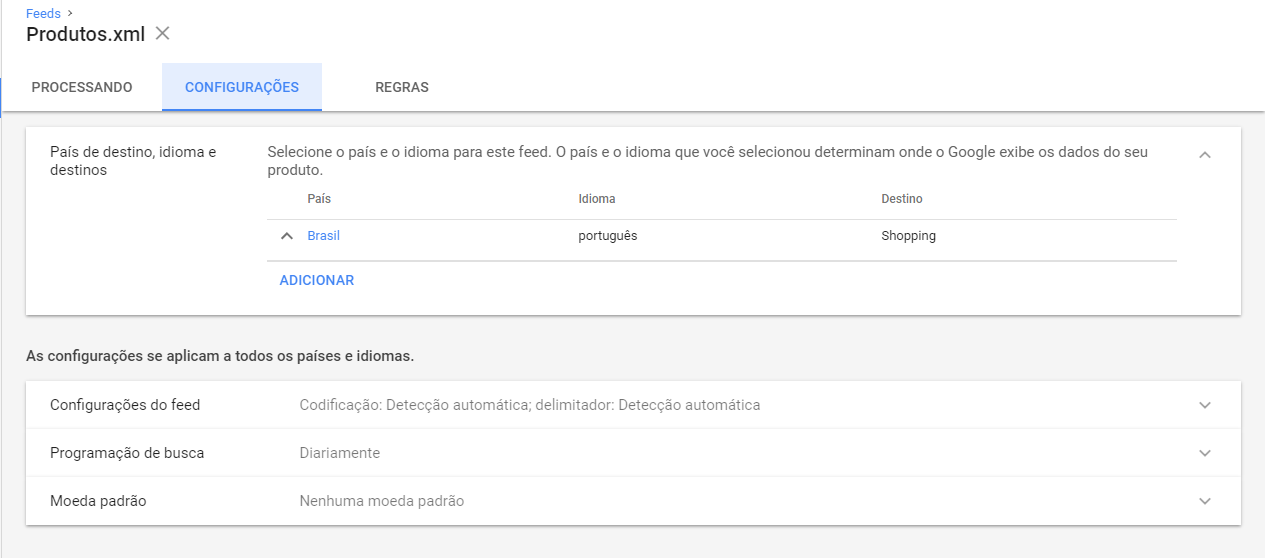 Feeds >
Produtos.xml
PROCESSANDO CONFIGURAÇÕES REGRAS
País de destino, idioma e destinos
Selecione o país e o idioma para este feed. O país e o idioma que você selecionou determinam onde o Google exibe os dados do seu
produto.
País Idioma Destino
Brasil português Shopping
ADICIONAR
As configurações se aplicam a todos os países e idiomas.
Configurações do feed Codificação: Detecção automática; delimitador: Detecção automática
Programação de busca Diariamente
Moeda padrão Nenhuma moeda padrão